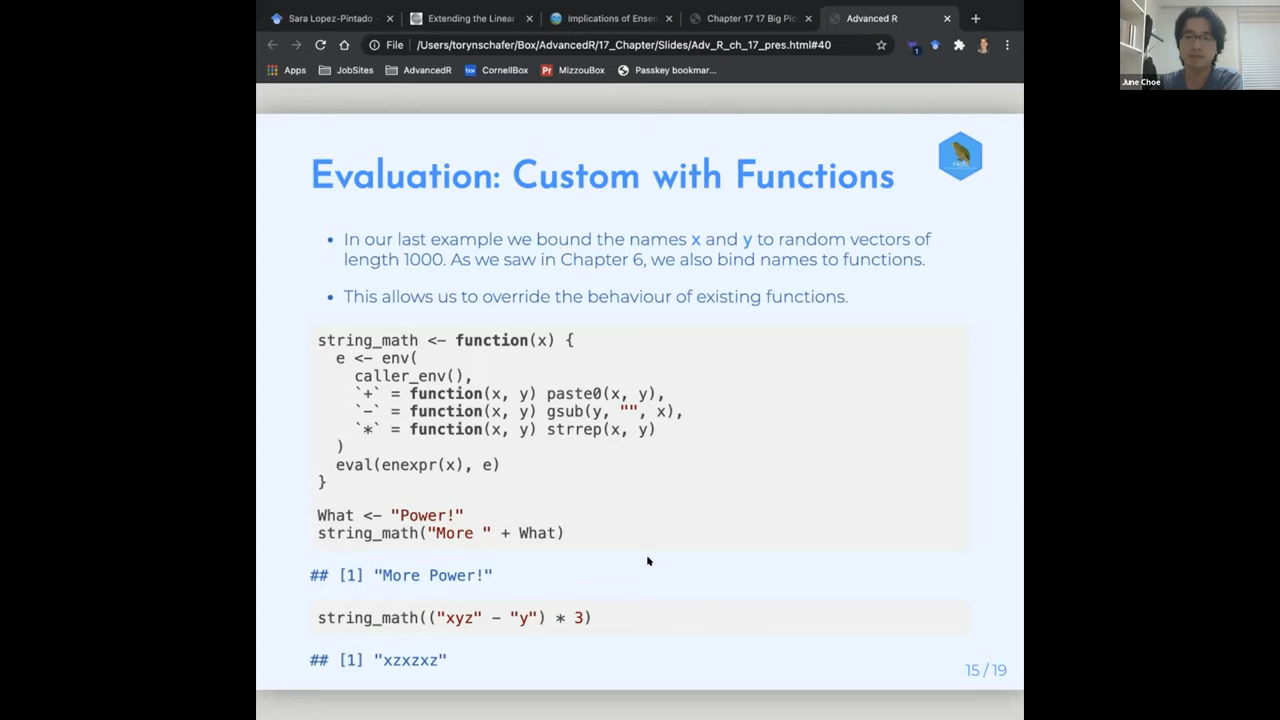 Sara Lopez-Pintado -
Extending the Linear
Implications of Ensen
Chapter 17 17 Big Pic
Advanced R
File /Users/torynschafer/Box/AdvancedR/17_Chapter/Slides/Adv_R_ch_17_pres.html#40
Apps JobSites AdvancedR CornellBox MizzouBox Passkey bookmar...
June Choe
Evaluation: Custom with Functions
• In our last example we bound the names x and y to random vectors of
length 1000. As we saw in Chapter 6, we also bind names to functions.
• This allows us to override the behaviour of existing functions.
string_math <- function(x) {
e <- env(
caller_env(),
`+` = function(x, y) paste0(x, y),
`-` = function(x, y) gsub(y, "", x),
`*` = function(x, y) strrep(x, y)
)
eval(enexpr(x), e)
}
What <- "Power!"
string_math("More " + What)
## [1] "More Power!"
string_math(("xyz" - "y") * 3)
## [1] "xzxzxz"
15 / 19